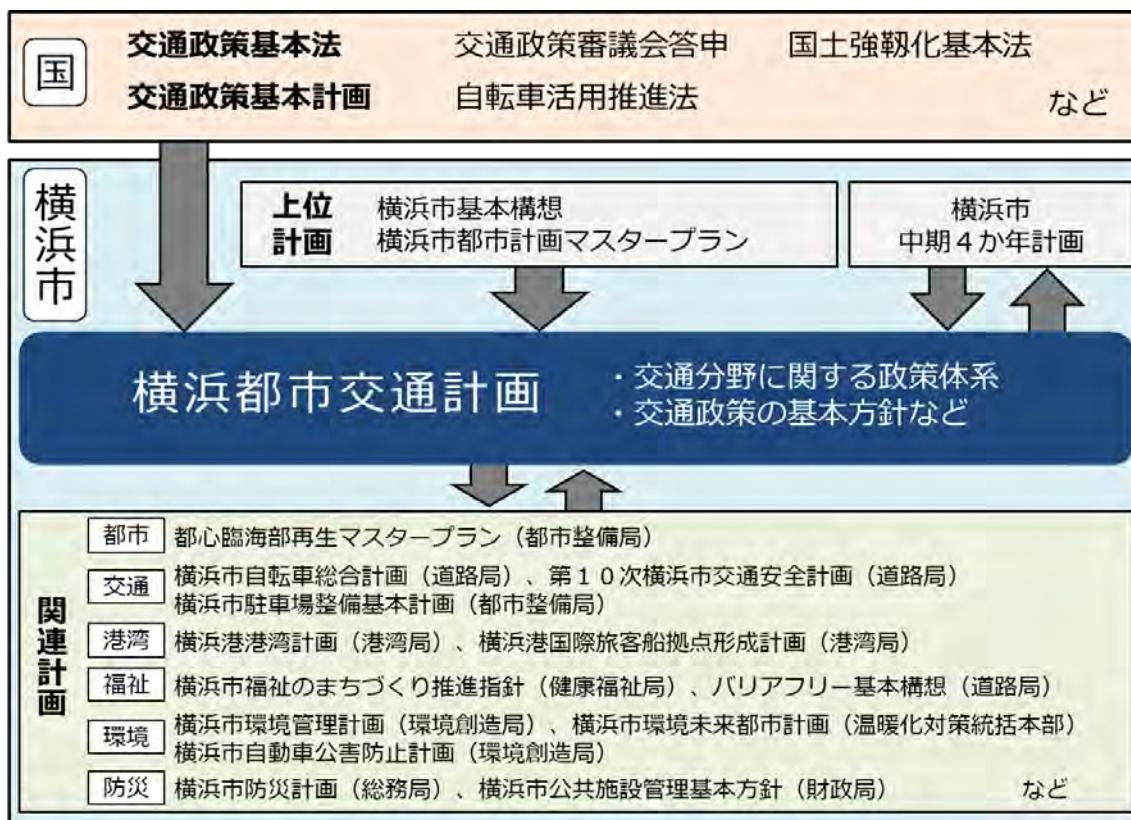 国
交通政策基本法 交通政策審議会答申 国土強靱化基本法
交通政策基本計画 自転車活用推進法 など
横浜市
上位計画
横浜市基本構想
横浜市都市計画マスタープラン
横浜市
中期４か年計画
横浜都市交通計画
・交通分野に関する政策体系
・交通政策の基本方針など
関連計画
都市 都心臨海部再生マスタープラン（都市整備局）
交通 横浜市自転車総合計画（道路局）、第１０次横浜市交通安全計画（道路局）
横浜市駐車場整備基本計画（都市整備局）
港湾 横浜港港湾計画（港湾局）、横浜港国際旅客船拠点形成計画（港湾局）
福祉 横浜市福祉のまちづくり推進指針（健康福祉局）、バリアフリー基本構想（道路局）
環境 横浜市環境管理計画（環境創造局）、横浜市環境未来都市計画（温暖化対策統括本部）
横浜市自動車公害防止計画（環境創造局）
防災 横浜市防災計画（総務局）、横浜市公共施設管理基本方針（財政局） など